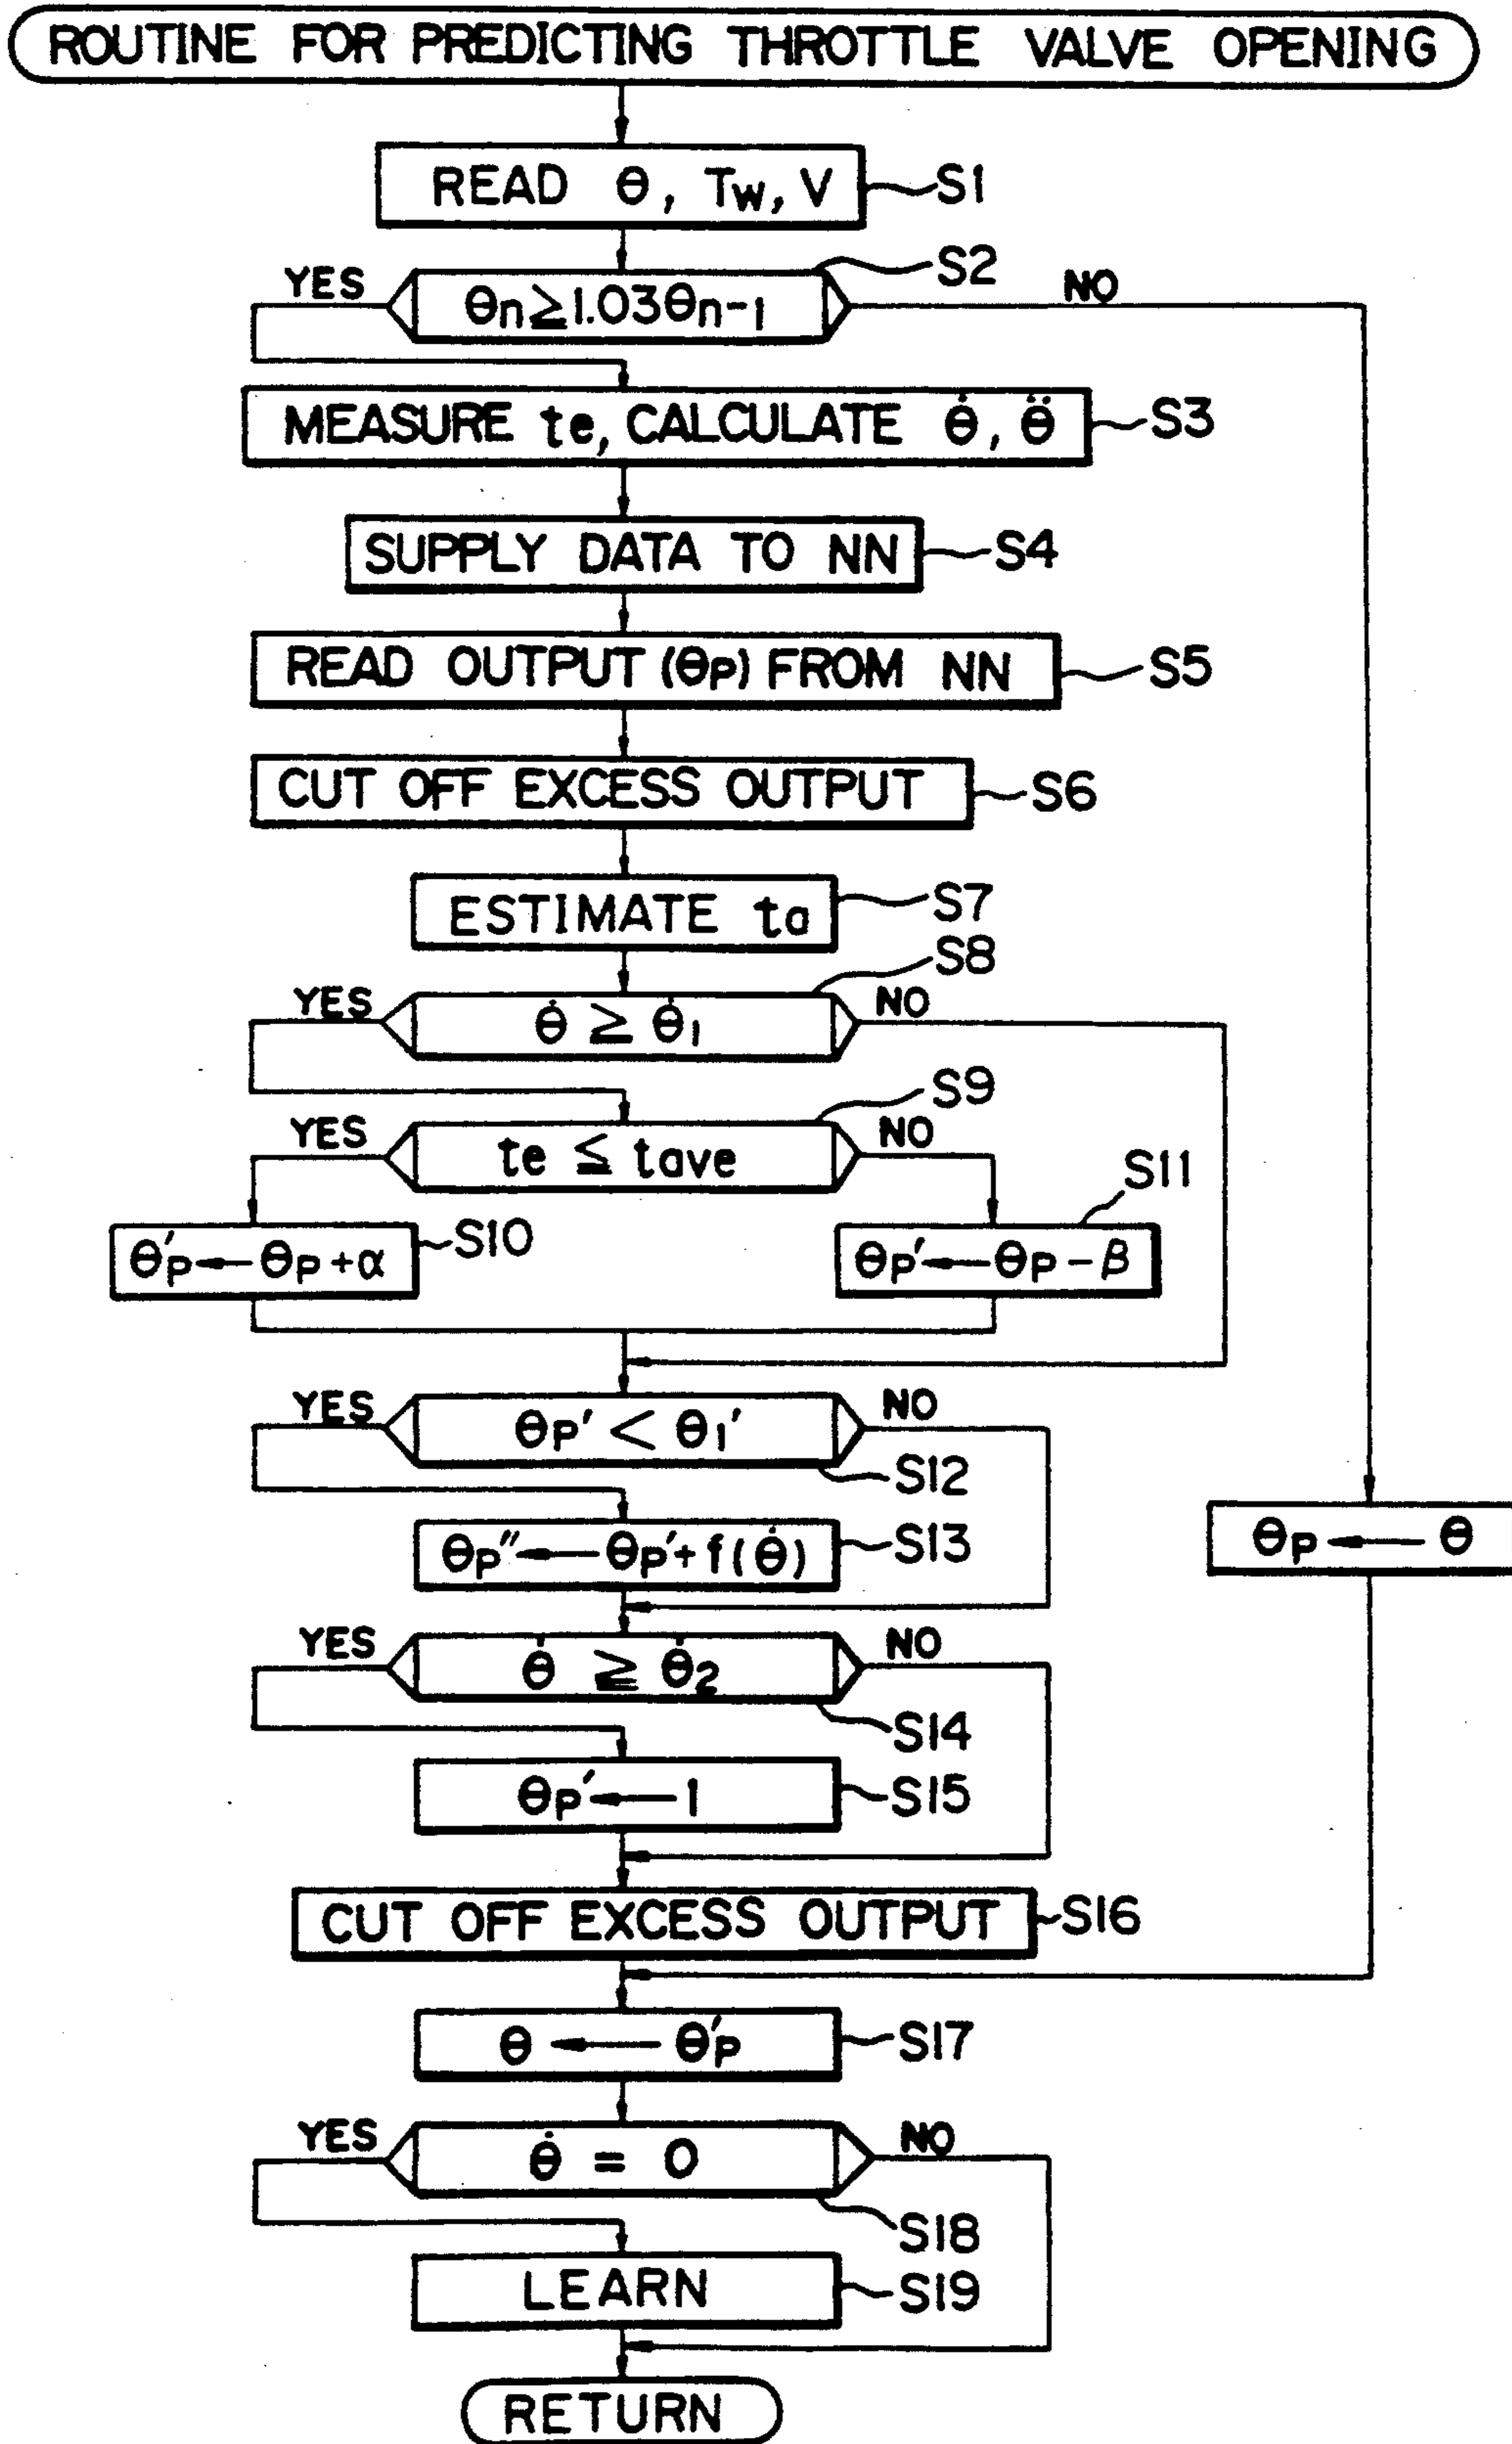 ROUTINE FOR PREDICTING THROTTLE VALVE OPENING
READ θ, Tw, V
S1
S2
YES
NO
θn≧1.03θn-1
MEASURE te, CALCULATE θ̇, θ̈
S3
SUPPLY DATA TO NN
S4
READ OUTPUT (θP) FROM NN
S5
CUT OFF EXCESS OUTPUT
S6
ESTIMATE ta
S7
S8
YES
NO
θ̇ ≧ θ̇1
S9
YES
NO
te ≦ tave
S11
θ'P ← θP + α
S10
θP' ← θP − β
YES
NO
θP' < θ1'
S12
θP'' ← θP' + f(θ̇)
S13
θP ← θ
YES
NO
θ̇ ≧ θ̇2
S14
θP' ← 1
S15
CUT OFF EXCESS OUTPUT
S16
θ ← θ'P
S17
YES
NO
θ̇ = 0
S18
LEARN
S19
RETURN